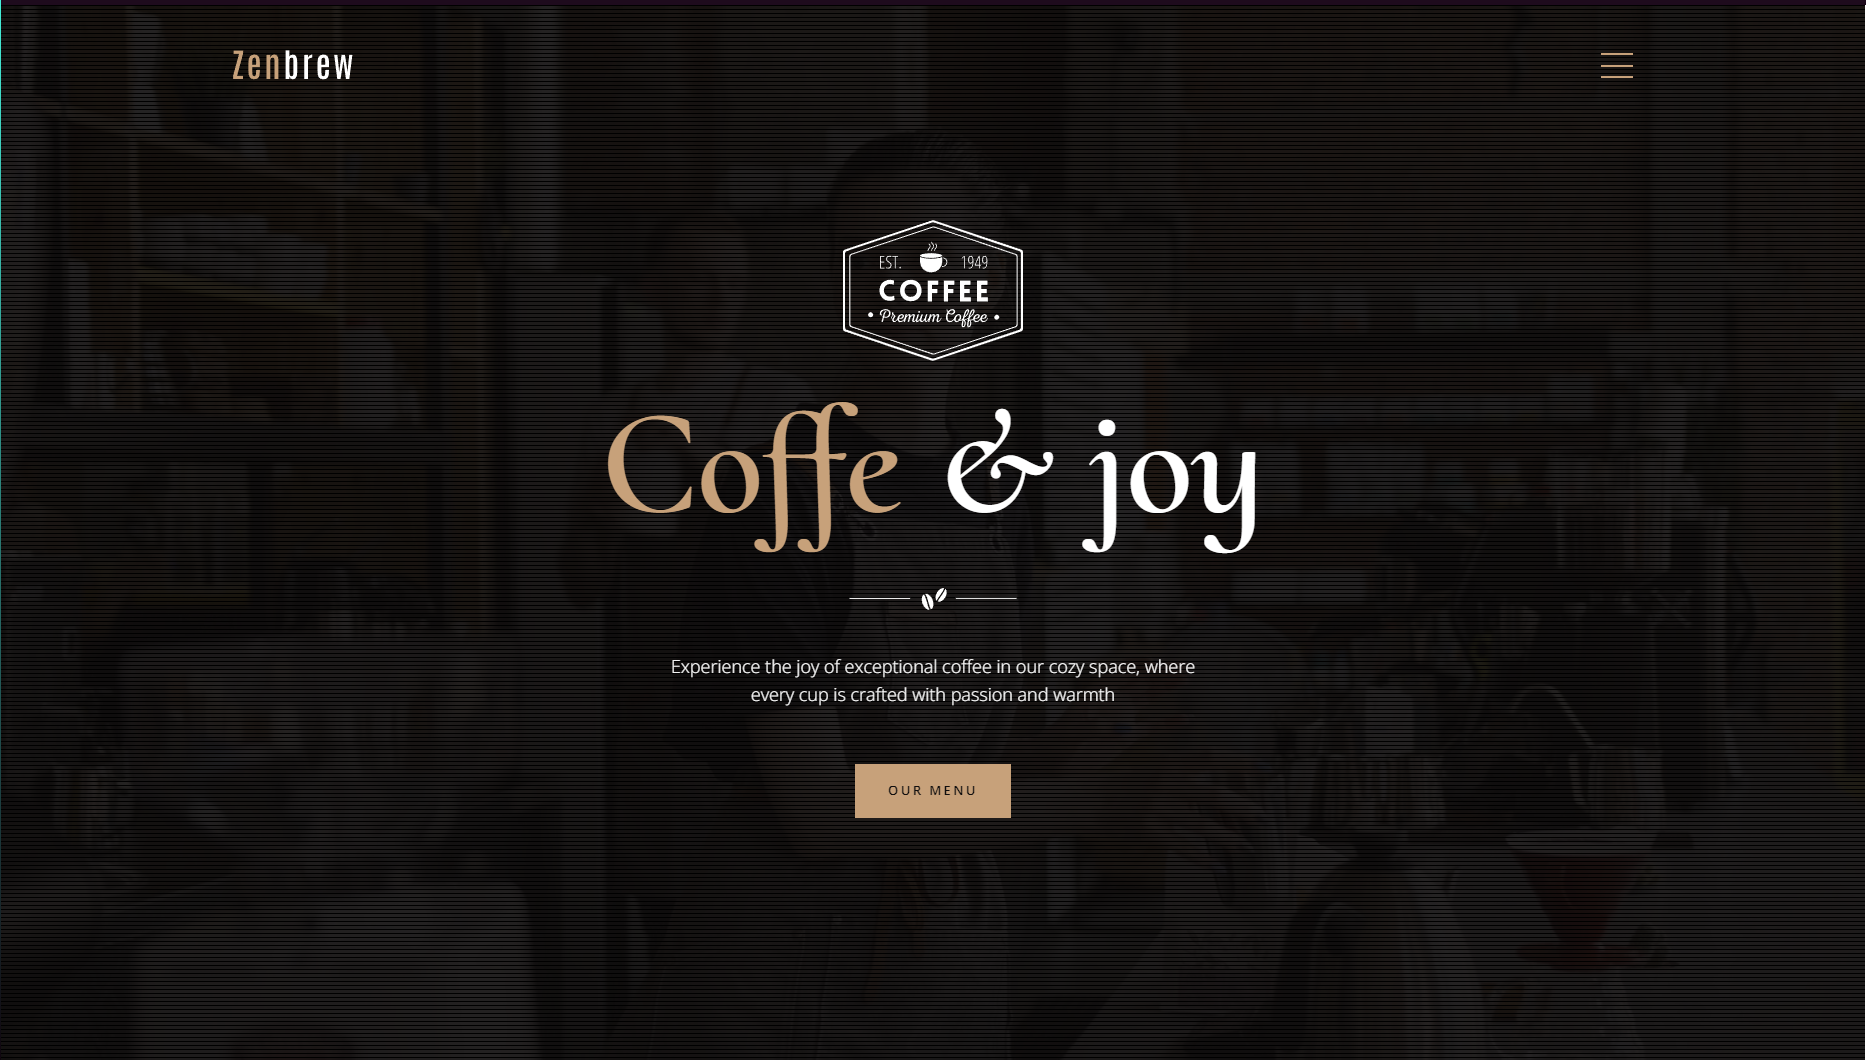 Zenbrew
EST. 1949
COFFEE
• Premium Coffee •
Coffe & joy
Experience the joy of exceptional coffee in our cozy space, where
every cup is crafted with passion and warmth
OUR MENU